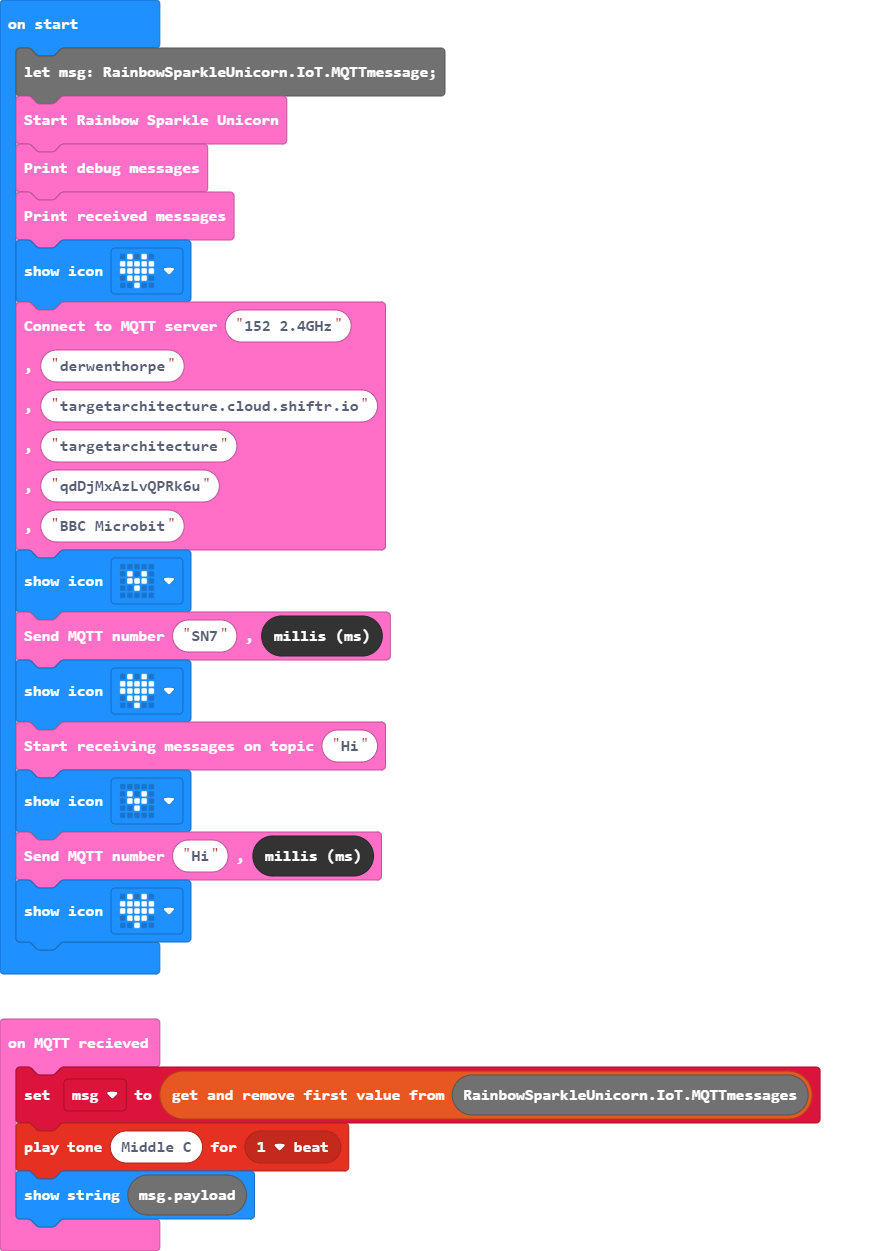 on start
let msg: RainbowSparkleUnicorn.IoT.MQTTmessage;
Start Rainbow Sparkle Unicorn
Print debug messages
Print received messages
show icon
Connect to MQTT server "152 2.4GHz"
, "derwenthorpe"
, "targetarchitecture.cloud.shiftr.io"
, "targetarchitecture"
, "qdDjMxAzLvQPRk6u"
, "BBC Microbit"
show icon
Send MQTT number "SN7" , millis (ms)
show icon
Start receiving messages on topic "Hi"
show icon
Send MQTT number "Hi" , millis (ms)
show icon
on MQTT recieved
set msg to get and remove first value from RainbowSparkleUnicorn.IoT.MQTTmessages
play tone Middle C for 1 beat
show string msg.payload